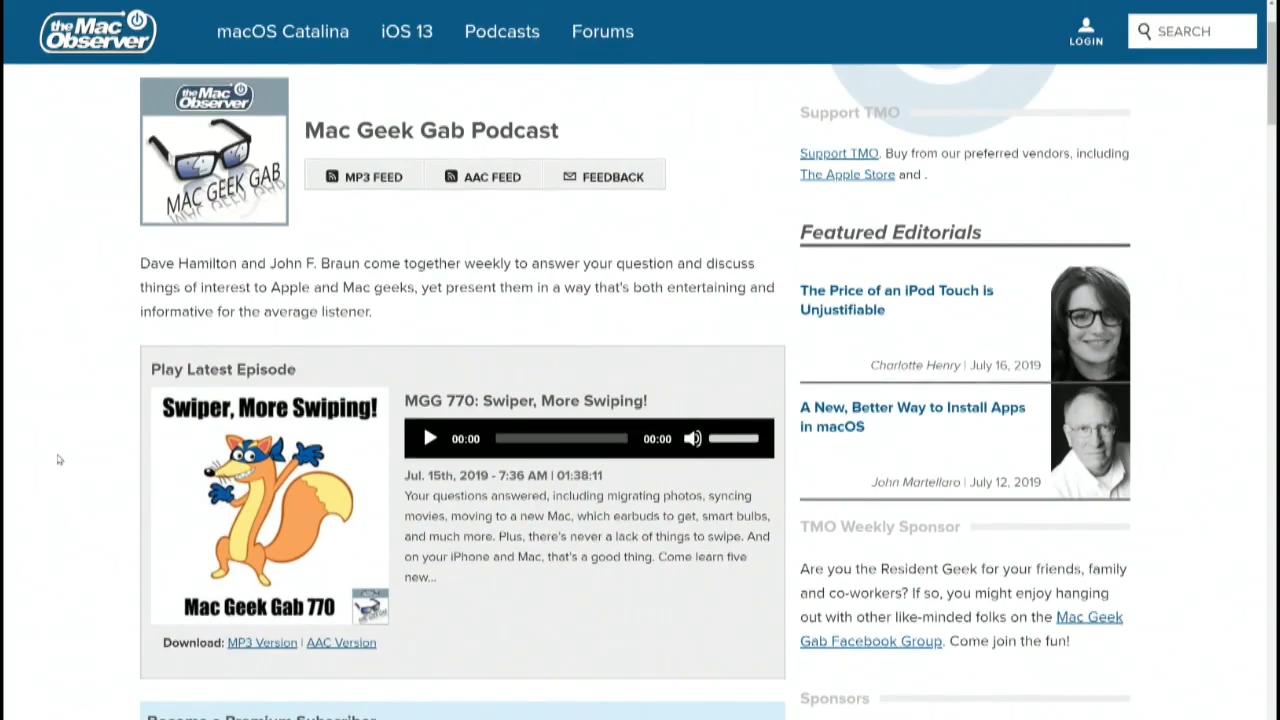 the Mac Observer
macOS Catalina
iOS 13
Podcasts
Forums
LOGIN
SEARCH
the Mac Observer
MAC GEEK GAB
Mac Geek Gab Podcast
MP3 FEED
AAC FEED
FEEDBACK
Dave Hamilton and John F. Braun come together weekly to answer your question and discuss
things of interest to Apple and Mac geeks, yet present them in a way that's both entertaining and
informative for the average listener.
Play Latest Episode
Swiper, More Swiping!
Mac Geek Gab 770
MGG 770: Swiper, More Swiping!
00:00
00:00
Jul. 15th, 2019 - 7:36 AM | 01:38:11
Your questions answered, including migrating photos, syncing
movies, moving to a new Mac, which earbuds to get, smart bulbs,
and much more. Plus, there's never a lack of things to swipe. And
on your iPhone and Mac, that's a good thing. Come learn five
new...
Download: MP3 Version | AAC Version
Become a Premium Subscriber
Support TMO
Support TMO. Buy from our preferred vendors, including
The Apple Store and .
Featured Editorials
The Price of an iPod Touch is
Unjustifiable
Charlotte Henry | July 16, 2019
A New, Better Way to Install Apps
in macOS
John Martellaro | July 12, 2019
TMO Weekly Sponsor
Are you the Resident Geek for your friends, family
and co-workers? If so, you might enjoy hanging
out with other like-minded folks on the Mac Geek
Gab Facebook Group. Come join the fun!
Sponsors